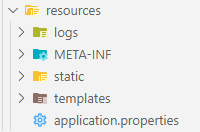 resources
logs
META-INF
static
templates
application.properties